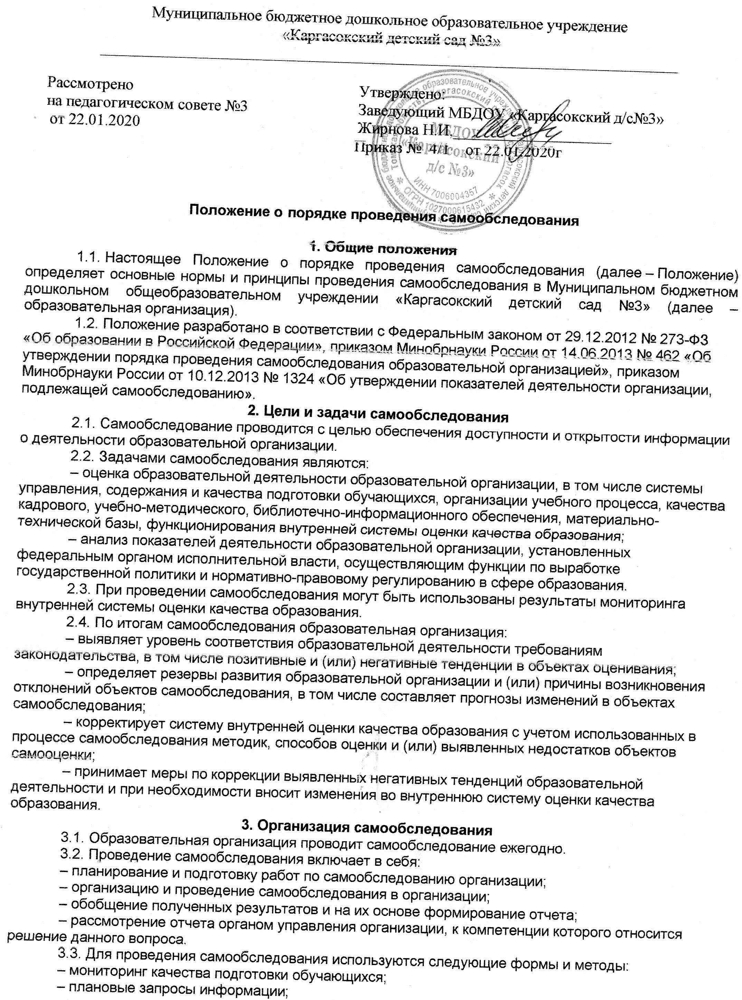 Муниципальное бюджетное дошкольное образовательное учреждение
«Каргасокский детский сад №3»
Рассмотрено
на педагогическом совете №3
от 22.01.2020
Утверждено:
Заведующий МБДОУ «Каргасокский д/с№3»
Жирнова Н.И.
Приказ № 4/1 от 22.01.2020г
МБДОУ
«Каргасокский
д/с №3»
ИНН 7006004357
ОГРН 1027000615432
Положение о порядке проведения самообследования
1. Общие положения
1.1. Настоящее Положение о порядке проведения самообследования (далее – Положение)
определяет основные нормы и принципы проведения самообследования в Муниципальном бюджетном
дошкольном общеобразовательном учреждении «Каргасокский детский сад №3» (далее –
образовательная организация).
1.2. Положение разработано в соответствии с Федеральным законом от 29.12.2012 № 273-ФЗ
«Об образовании в Российской Федерации», приказом Минобрнауки России от 14.06.2013 № 462 «Об
утверждении порядка проведения самообследования образовательной организацией», приказом
Минобрнауки России от 10.12.2013 № 1324 «Об утверждении показателей деятельности организации,
подлежащей самообследованию».
2. Цели и задачи самообследования
2.1. Самообследование проводится с целью обеспечения доступности и открытости информации
о деятельности образовательной организации.
2.2. Задачами самообследования являются:
– оценка образовательной деятельности образовательной организации, в том числе системы
управления, содержания и качества подготовки обучающихся, организации учебного процесса, качества
кадрового, учебно-методического, библиотечно-информационного обеспечения, материально-
технической базы, функционирования внутренней системы оценки качества образования;
– анализ показателей деятельности образовательной организации, установленных
федеральным органом исполнительной власти, осуществляющим функции по выработке
государственной политики и нормативно-правовому регулированию в сфере образования.
2.3. При проведении самообследования могут быть использованы результаты мониторинга
внутренней системы оценки качества образования.
2.4. По итогам самообследования образовательная организация:
– выявляет уровень соответствия образовательной деятельности требованиям
законодательства, в том числе позитивные и (или) негативные тенденции в объектах оценивания;
– определяет резервы развития образовательной организации и (или) причины возникновения
отклонений объектов самообследования, в том числе составляет прогнозы изменений в объектах
самообследования;
– корректирует систему внутренней оценки качества образования с учетом использованных в
процессе самообследования методик, способов оценки и (или) выявленных недостатков объектов
самооценки;
– принимает меры по коррекции выявленных негативных тенденций образовательной
деятельности и при необходимости вносит изменения во внутреннюю систему оценки качества
образования.
3. Организация самообследования
3.1. Образовательная организация проводит самообследование ежегодно.
3.2. Проведение самообследования включает в себя:
– планирование и подготовку работ по самообследованию организации;
– организацию и проведение самообследования в организации;
– обобщение полученных результатов и на их основе формирование отчета;
– рассмотрение отчета органом управления организации, к компетенции которого относится
решение данного вопроса.
3.3. Для проведения самообследования используются следующие формы и методы:
– мониторинг качества подготовки обучающихся;
– плановые запросы информации;